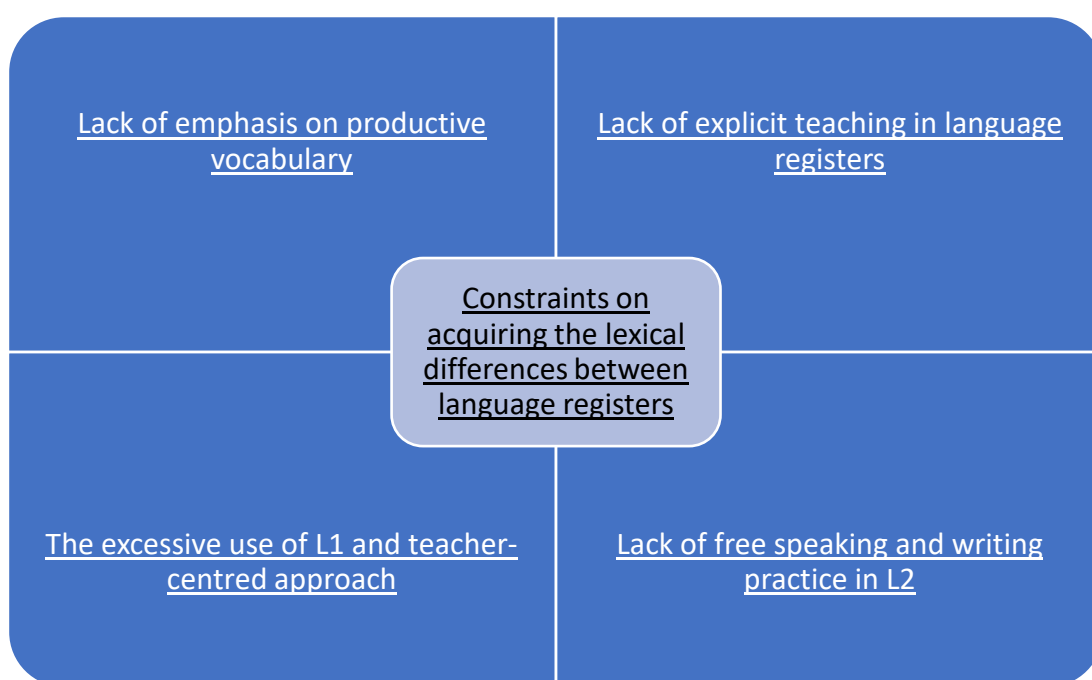 Lack of emphasis on productive
vocabulary
Lack of explicit teaching in language
registers
Constraints on
acquiring the lexical
differences between
language registers
The excessive use of L1 and teacher-
centred approach
Lack of free speaking and writing
practice in L2